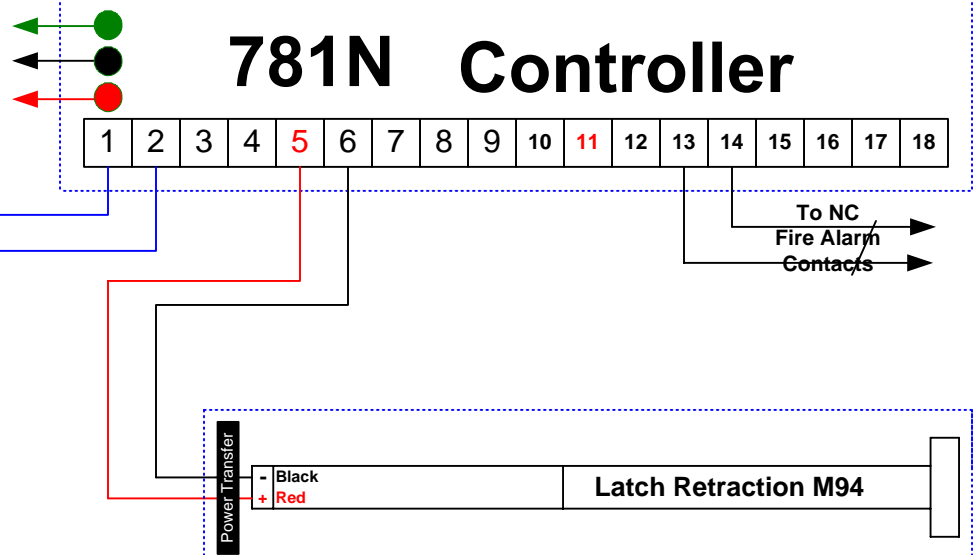 781N Controller
1 2 3 4 5 6 7 8 9 10 11 12 13 14 15 16 17 18
To NC
Fire Alarm
Contacts
Power Transfer
- Black
+ Red
Latch Retraction M94